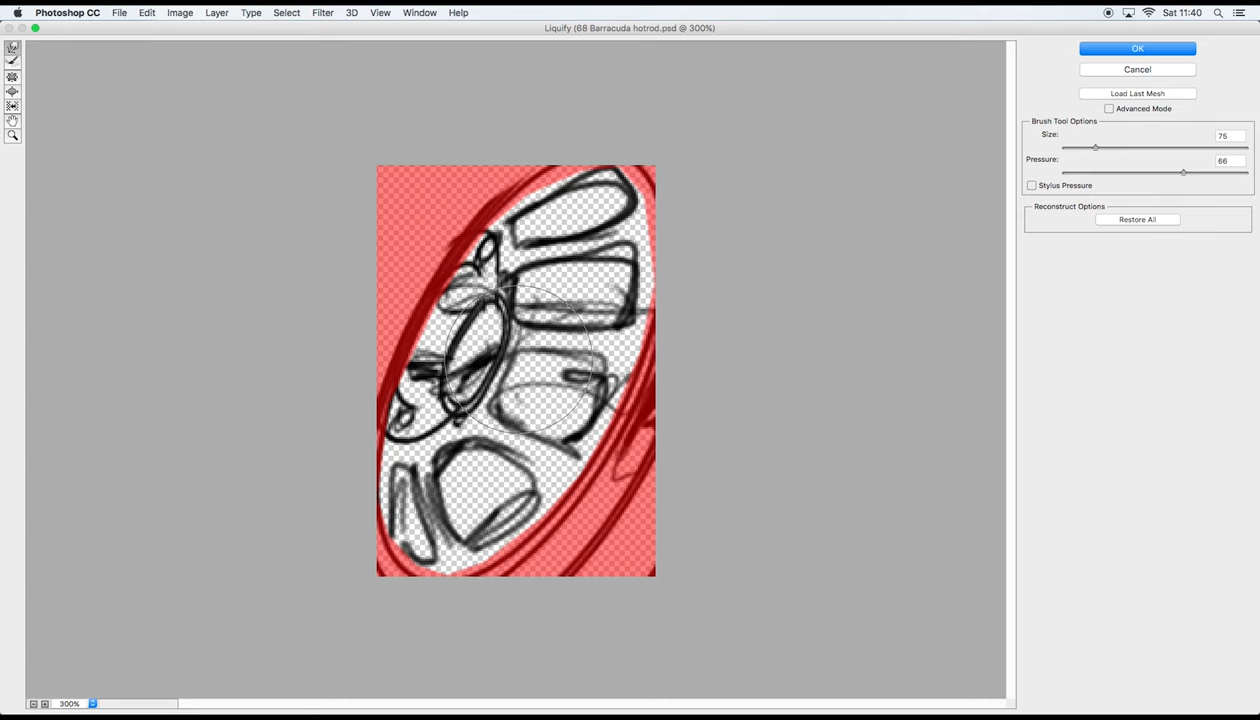 Photoshop CC File Edit Image Layer Type Select Filter 3D View Window Help Sat 11:40
Liquify (68 Barracuda hotrod.psd @ 300%)
OK
Cancel
Load Last Mesh
Advanced Mode
Brush Tool Options
Size: 75
Pressure: 66
Stylus Pressure
Reconstruct Options
Restore All
300%